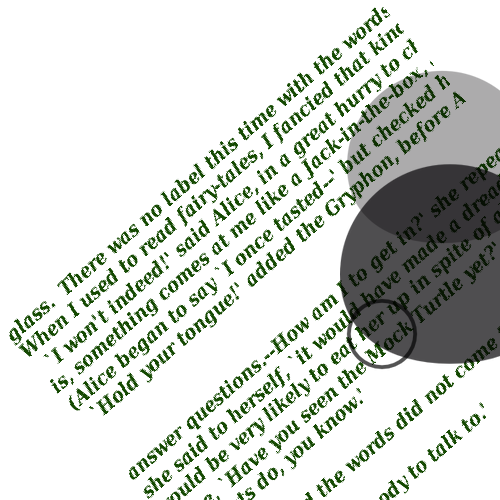 glass. There was no label this time with the words
When I used to read fairy-tales, I fancied that kind
`I won't indeed!' said Alice, in a great hurry to
is, something comes at me like a Jack-in-the-box,
(Alice began to say `I once tasted--' but checked
`Hold your tongue!' added the Gryphon, before A
answer questions.--How am I to get in?' she
she said to herself, `it would have made a
would be very likely to eat her up in spite of
`Have you seen the Mock Turtle yet?'
do, you know.'
the words did not come
to talk to.'